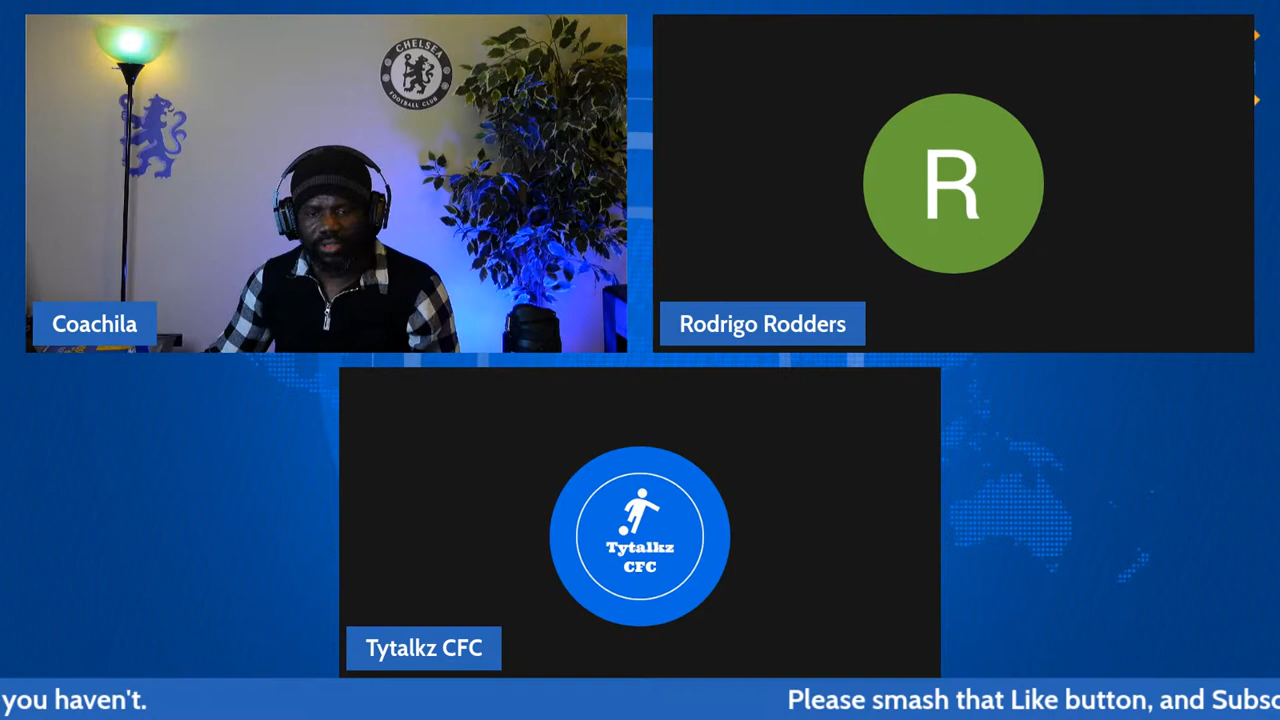 CHELSEA
FOOTBALL CLUB
R
Coachila
Rodrigo Rodders
Tytalkz
CFC
Tytalkz CFC
you haven't.
Please smash that Like button, and Subsc